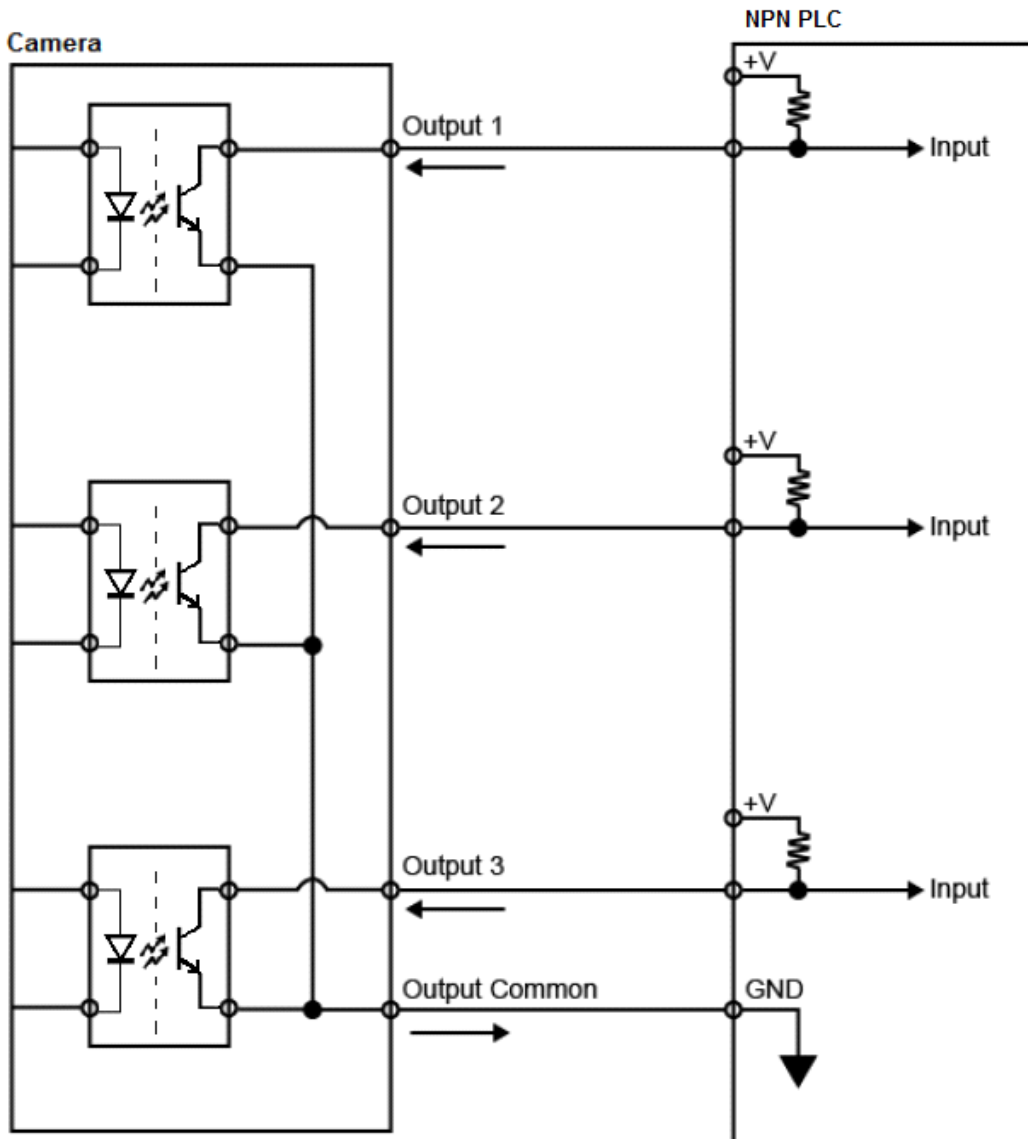 Camera
NPN PLC
+V
Output 1
Input
+V
Output 2
Input
+V
Output 3
Input
Output Common
GND